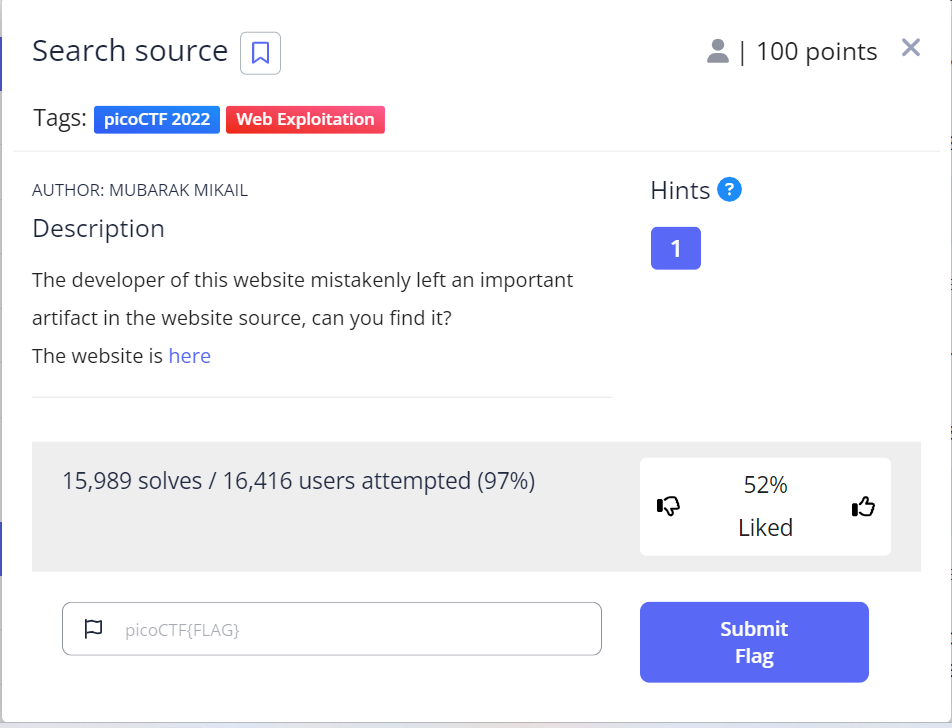 Search source
| 100 points
Tags: picoCTF 2022 Web Exploitation
AUTHOR: MUBARAK MIKAIL
Description
The developer of this website mistakenly left an important
artifact in the website source, can you find it?
The website is here
Hints ?
1
15,989 solves / 16,416 users attempted (97%)
52%
Liked
picoCTF{FLAG}
Submit
Flag